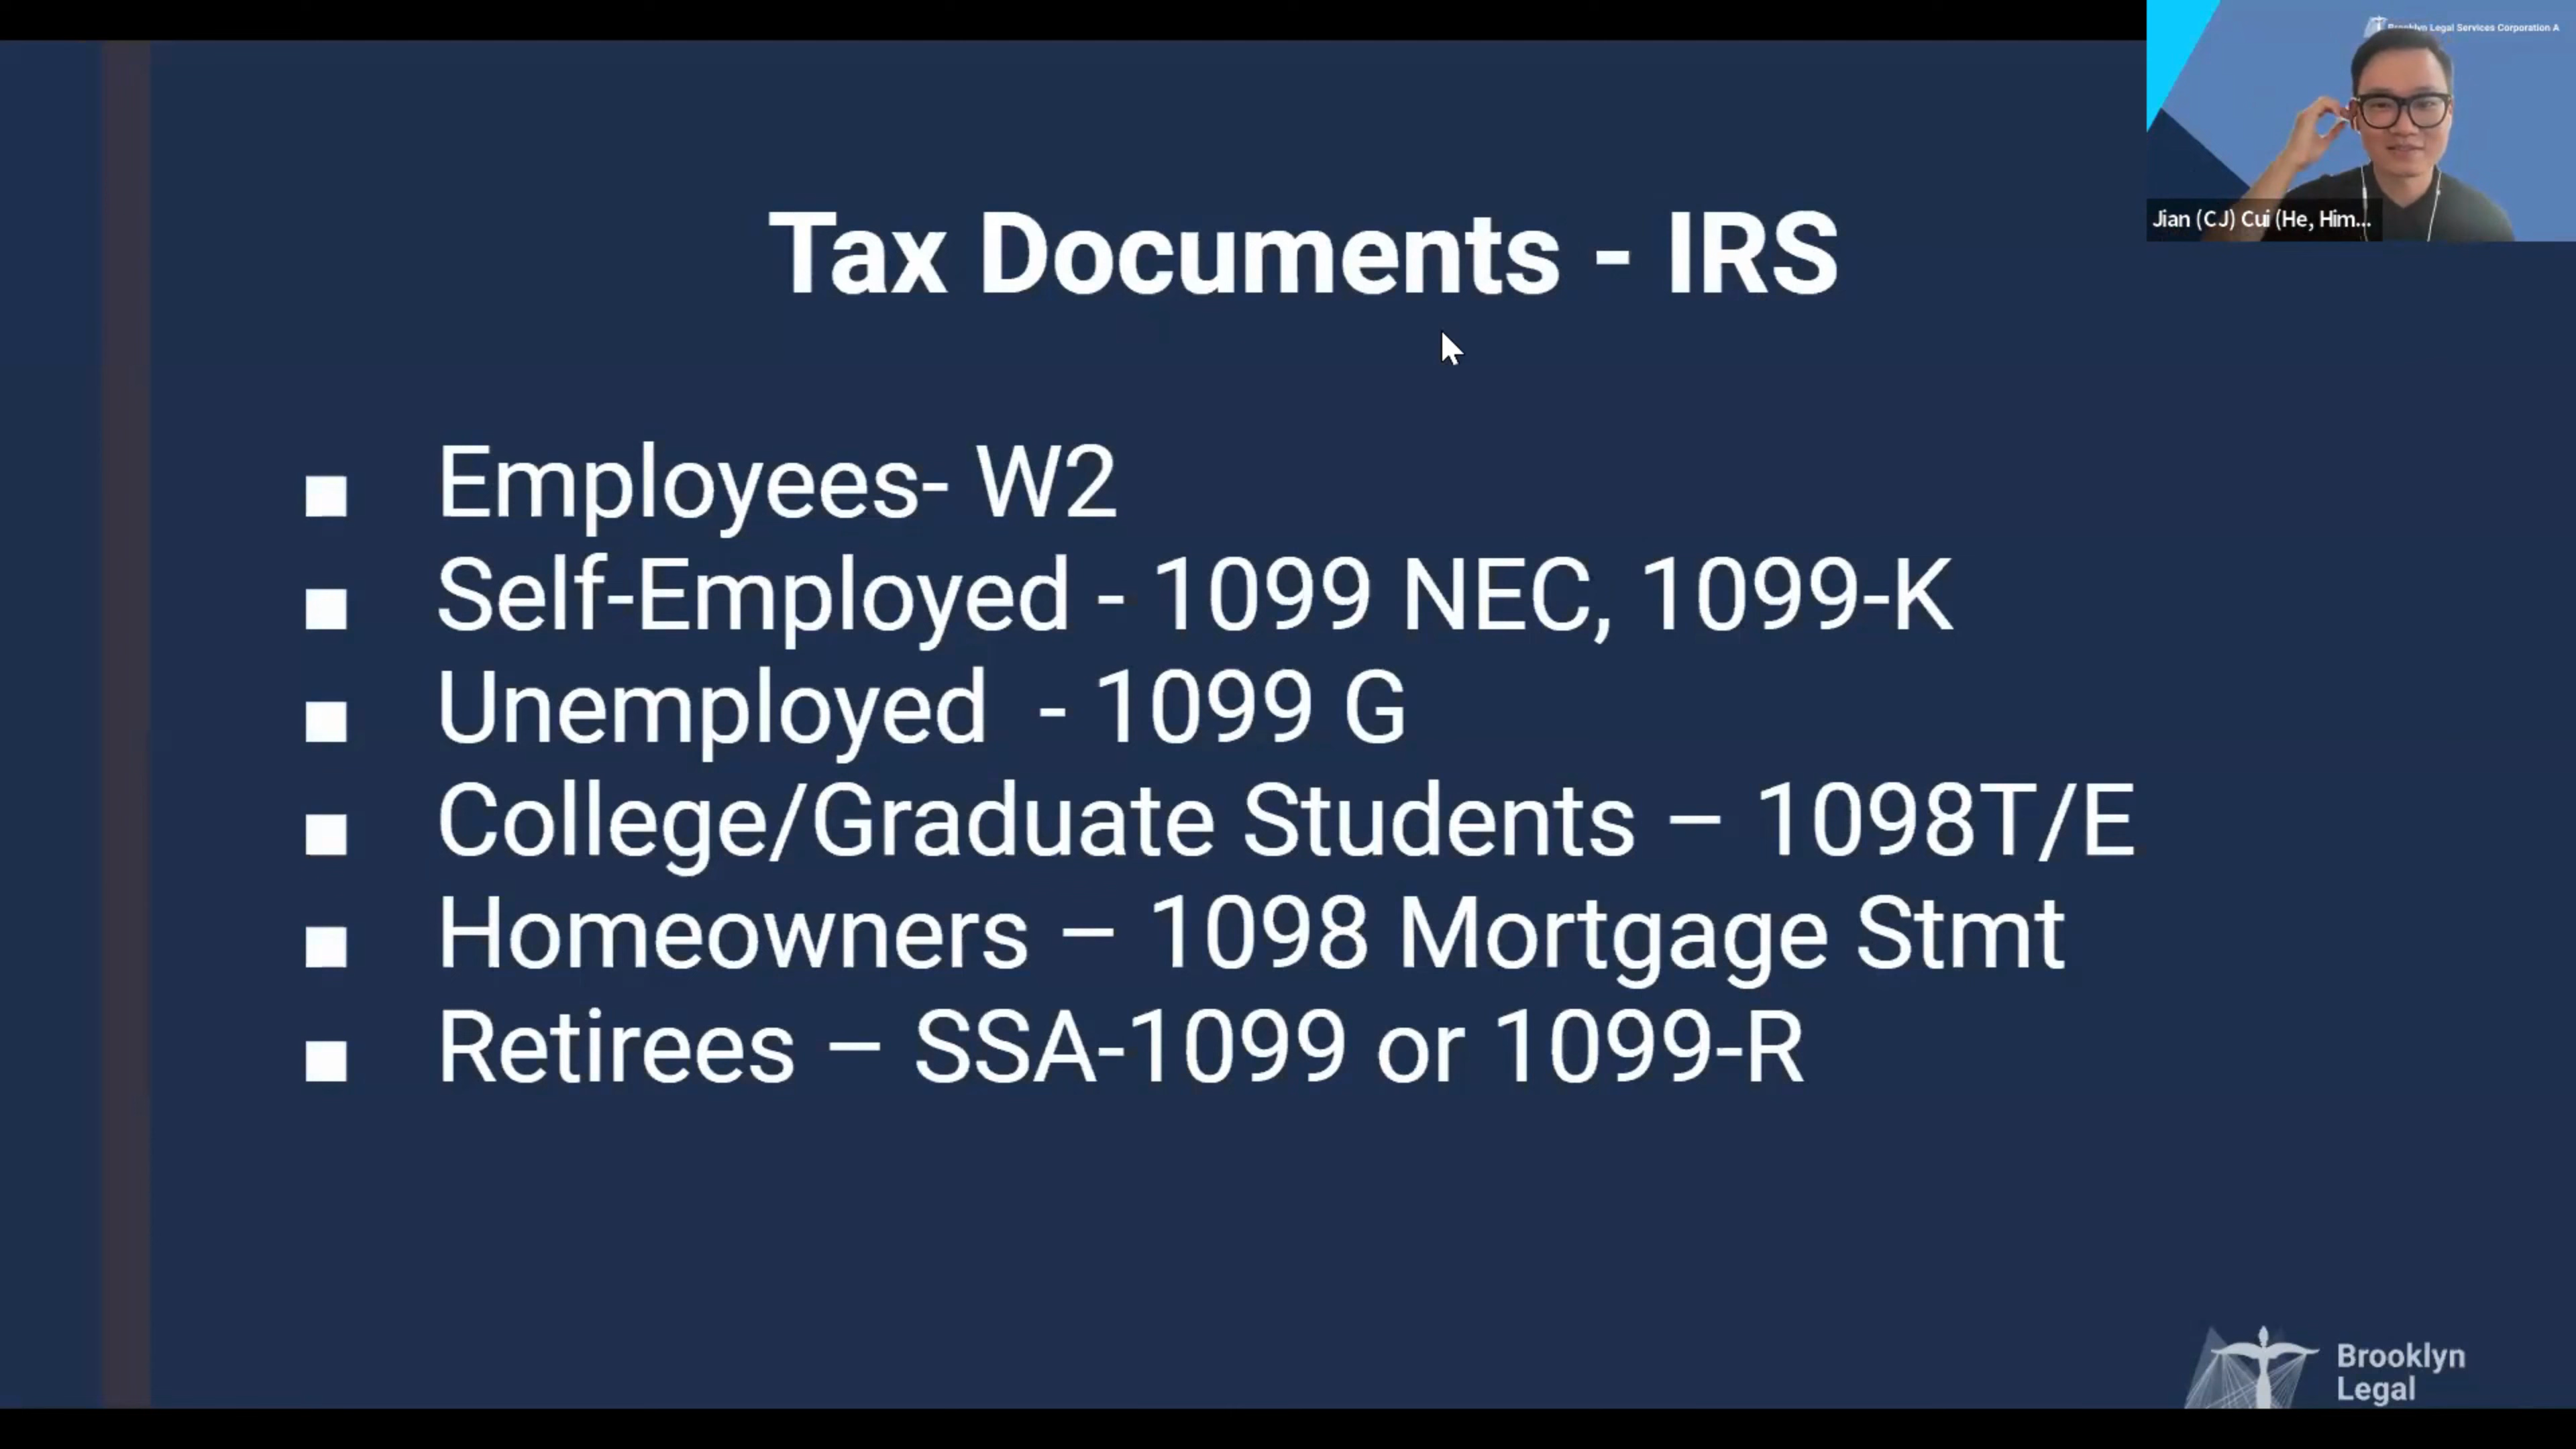 Brooklyn Legal Services Corporation A
Jian (CJ) Cui (He, Him...
Tax Documents - IRS
■ Employees- W2
■ Self-Employed - 1099 NEC, 1099-K
■ Unemployed - 1099 G
■ College/Graduate Students – 1098T/E
■ Homeowners – 1098 Mortgage Stmt
■ Retirees – SSA-1099 or 1099-R
Brooklyn
Legal